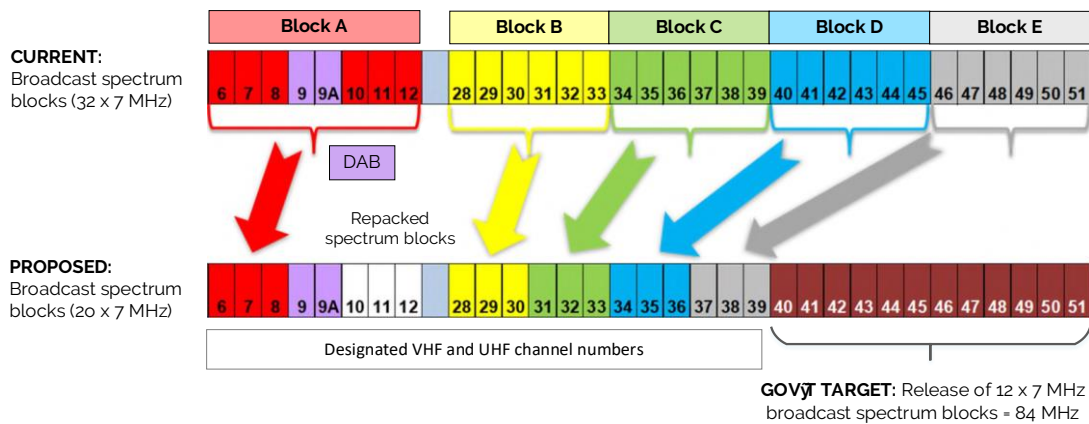 Block A Block B Block C Block D Block E
CURRENT:
Broadcast spectrum
blocks (32 x 7 MHz)
6 7 8 9 9A 10 11 12 28 29 30 31 32 33 34 35 36 37 38 39 40 41 42 43 44 45 46 47 48 49 50 51
DAB
Repacked
spectrum blocks
PROPOSED:
Broadcast spectrum
blocks (20 x 7 MHz)
6 7 8 9 9A 10 11 12 28 29 30 31 32 33 34 35 36 37 38 39 40 41 42 43 44 45 46 47 48 49 50 51
Designated VHF and UHF channel numbers
GOVÿT TARGET: Release of 12 x 7 MHz
broadcast spectrum blocks = 84 MHz